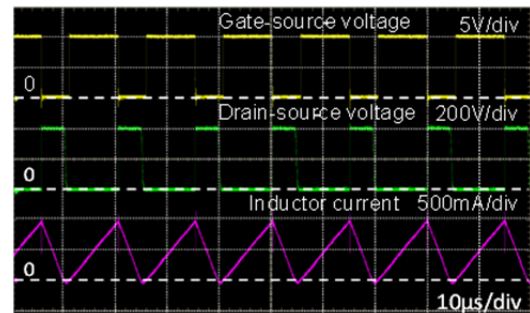 Gate-source voltage 5V/div
0
Drain-source voltage 200V/div
0
Inductor current 500mA/div
0
10µs/div